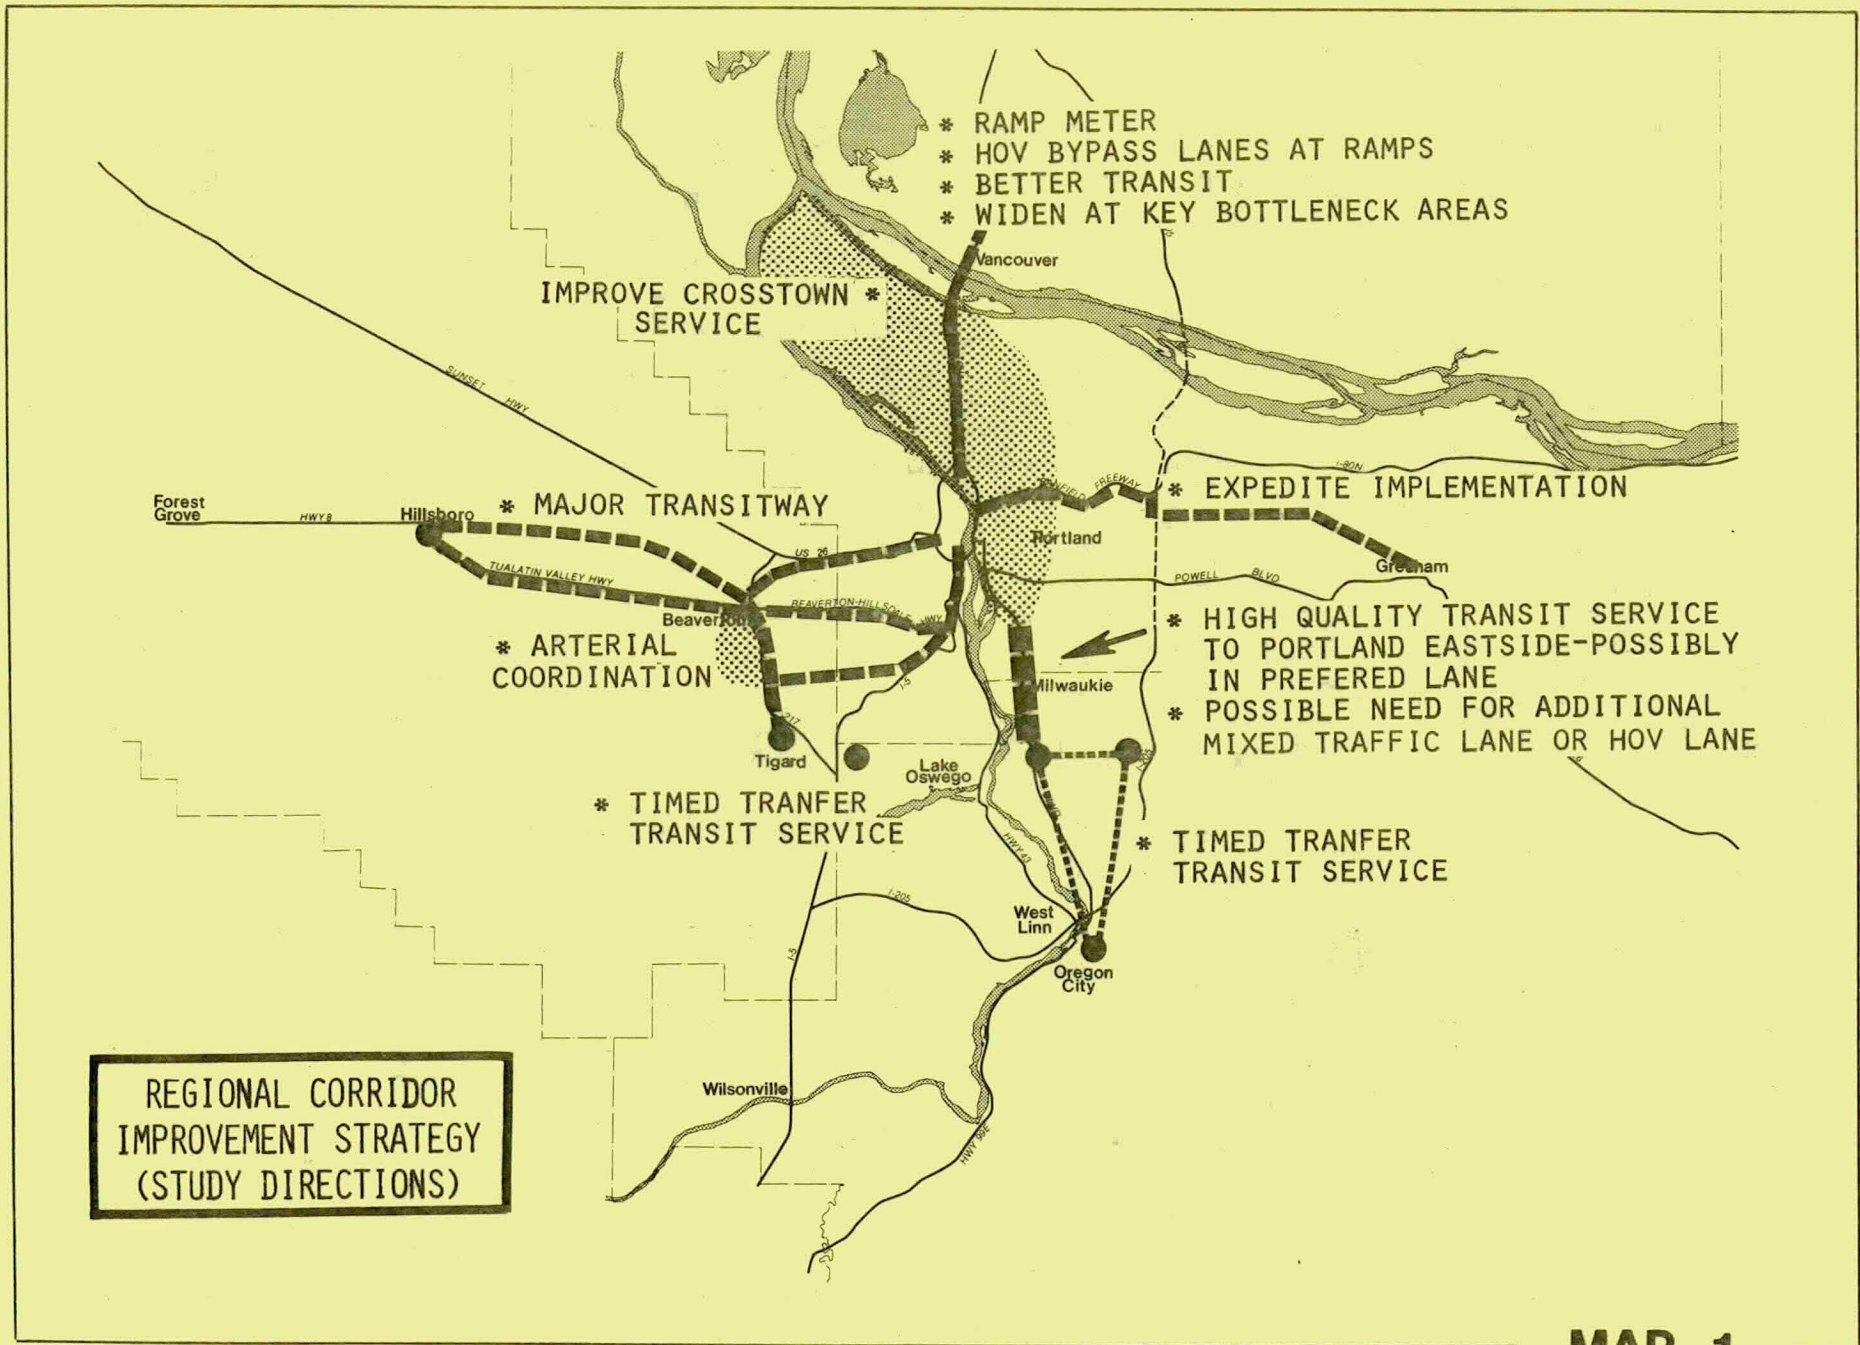 * RAMP METER
* HOV BYPASS LANES AT RAMPS
* BETTER TRANSIT
* WIDEN AT KEY BOTTLENECK AREAS
Vancouver
IMPROVE CROSSTOWN *
SERVICE
SUNSET HWY
I-80N
FREEWAY
* EXPEDITE IMPLEMENTATION
Forest
Grove
HWY 8
Hillsboro
* MAJOR TRANSITWAY
US 26
Portland
Gresham
TUALATIN VALLEY HWY
POWELL BLVD
BEAVERTON-HILLSDALE HWY
Beaverton
* ARTERIAL
COORDINATION
* HIGH QUALITY TRANSIT SERVICE
TO PORTLAND EASTSIDE-POSSIBLY
IN PREFERED LANE
* POSSIBLE NEED FOR ADDITIONAL
MIXED TRAFFIC LANE OR HOV LANE
I-5
Milwaukie
217
Tigard
Lake
Oswego
* TIMED TRANFER
TRANSIT SERVICE
HWY 43
* TIMED TRANFER
TRANSIT SERVICE
I-205
West
Linn
I-5
Oregon
City
Wilsonville
HWY 99E
REGIONAL CORRIDOR
IMPROVEMENT STRATEGY
(STUDY DIRECTIONS)
MAP 1